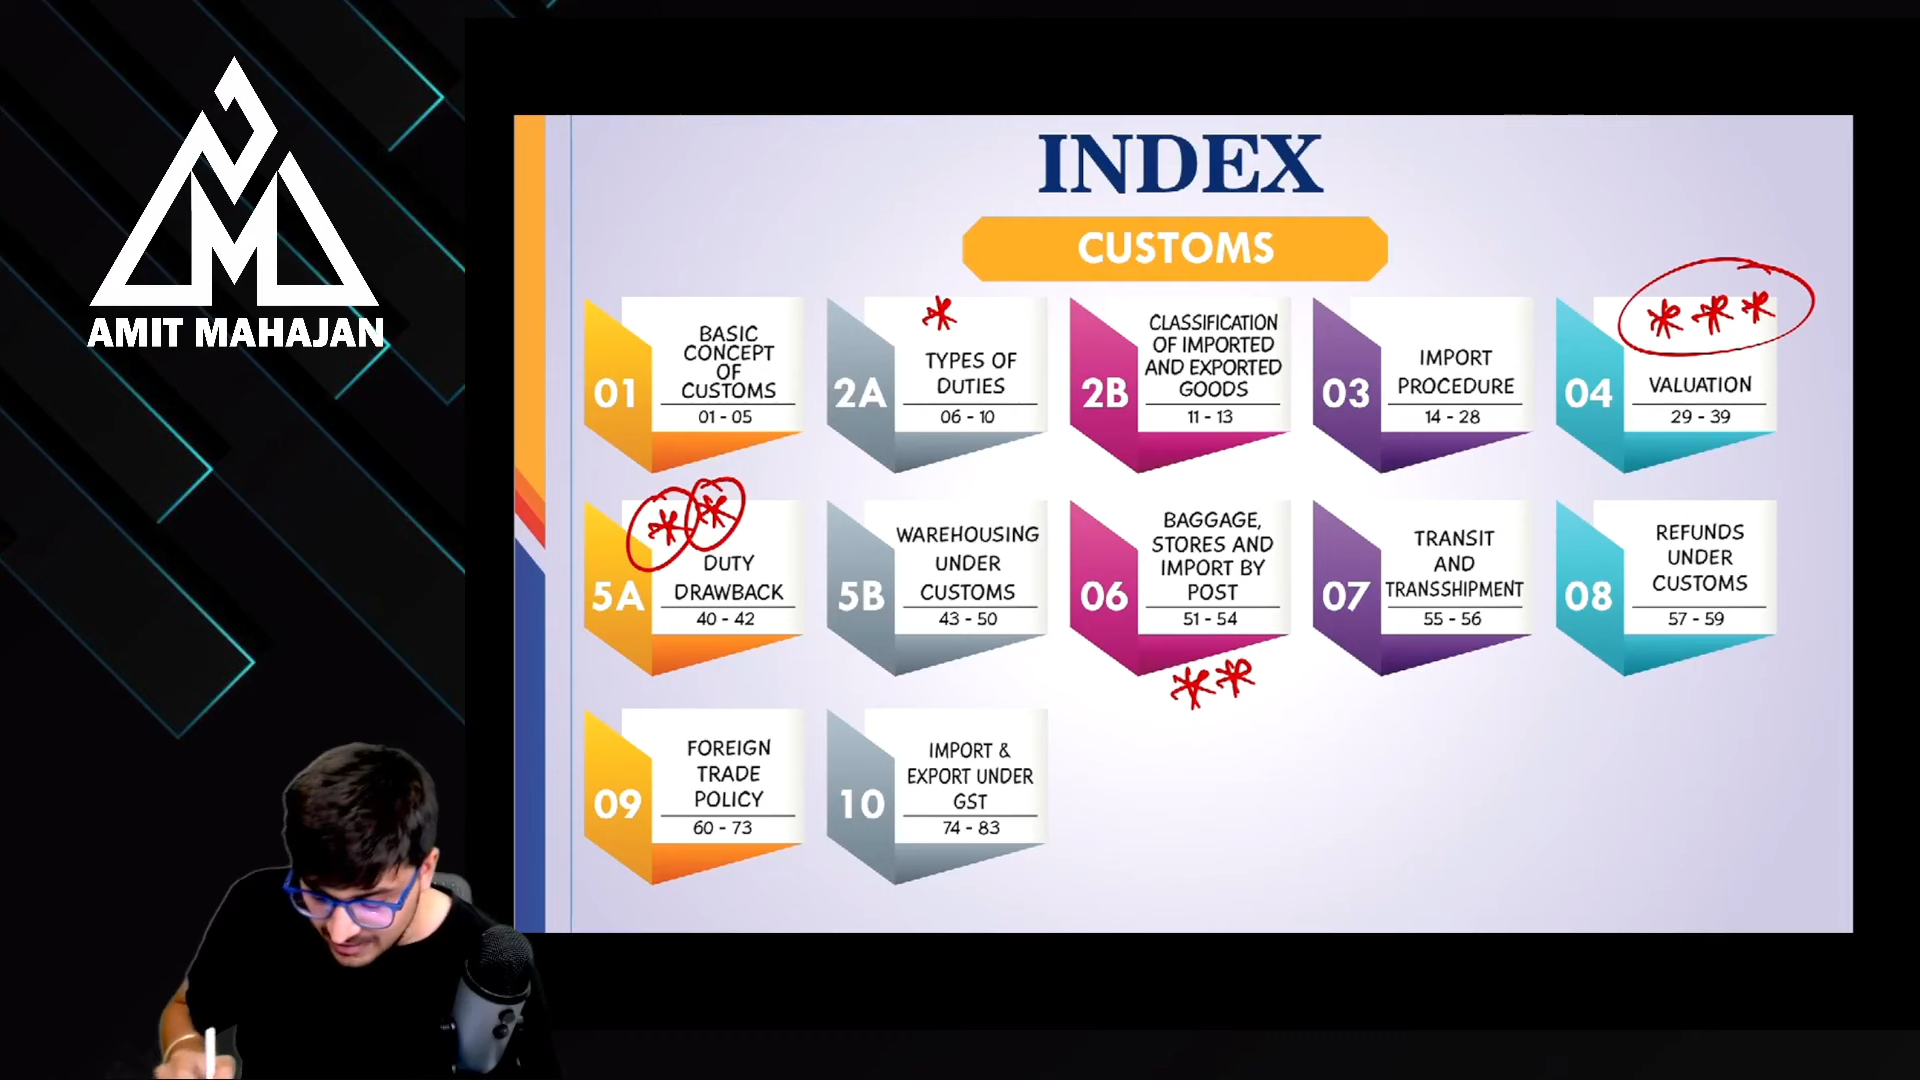 AMIT MAHAJAN
INDEX
CUSTOMS
01
BASIC
CONCEPT
OF
CUSTOMS
01 - 05
2A
TYPES OF
DUTIES
06 - 10
2B
CLASSIFICATION
OF IMPORTED
AND EXPORTED
GOODS
11 - 13
03
IMPORT
PROCEDURE
14 - 28
04
VALUATION
29 - 39
5A
DUTY
DRAWBACK
40 - 42
5B
WAREHOUSING
UNDER
CUSTOMS
43 - 50
06
BAGGAGE,
STORES AND
IMPORT BY
POST
51 - 54
07
TRANSIT
AND
TRANSSHIPMENT
55 - 56
08
REFUNDS
UNDER
CUSTOMS
57 - 59
09
FOREIGN
TRADE
POLICY
60 - 73
10
IMPORT &
EXPORT UNDER
GST
74 - 83